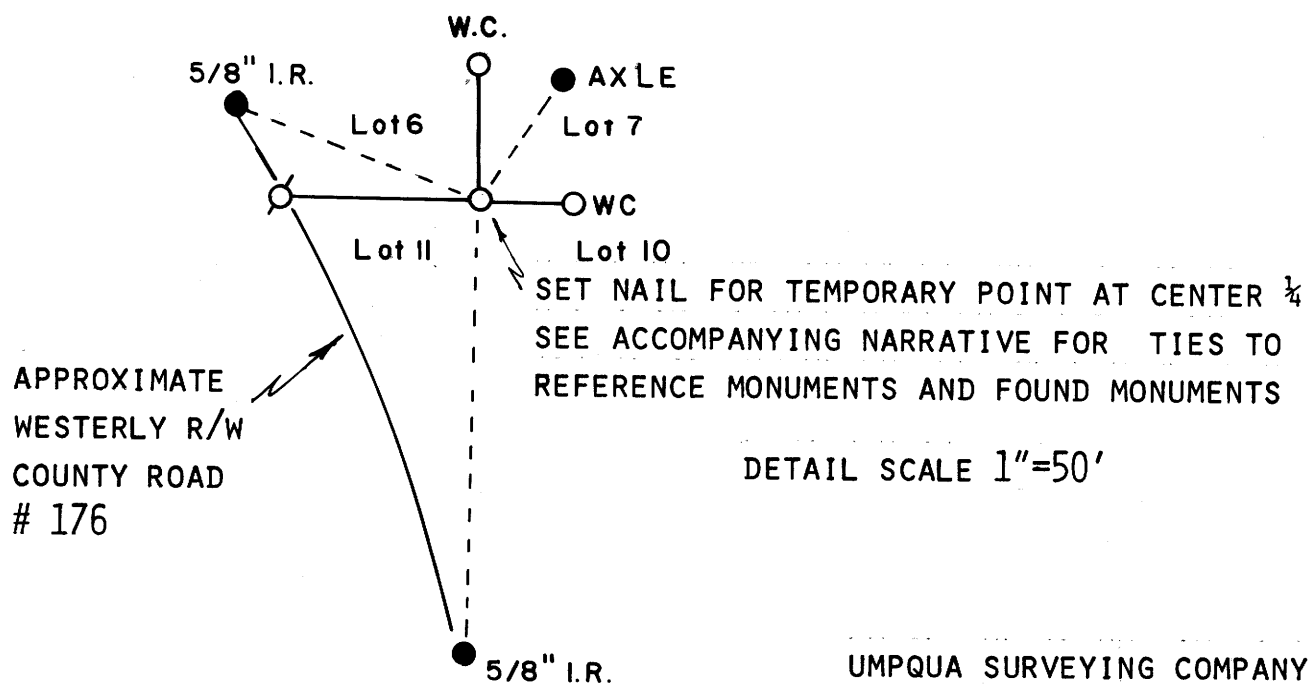 W.C.
5/8" I.R.
AXLE
Lot 6
Lot 7
WC
Lot 11
Lot 10
SET NAIL FOR TEMPORARY POINT AT CENTER ¼
SEE ACCOMPANYING NARRATIVE FOR TIES TO
REFERENCE MONUMENTS AND FOUND MONUMENTS
APPROXIMATE
WESTERLY R/W
COUNTY ROAD
# 176
DETAIL SCALE 1"=50'
5/8" I.R.
UMPQUA SURVEYING COMPANY